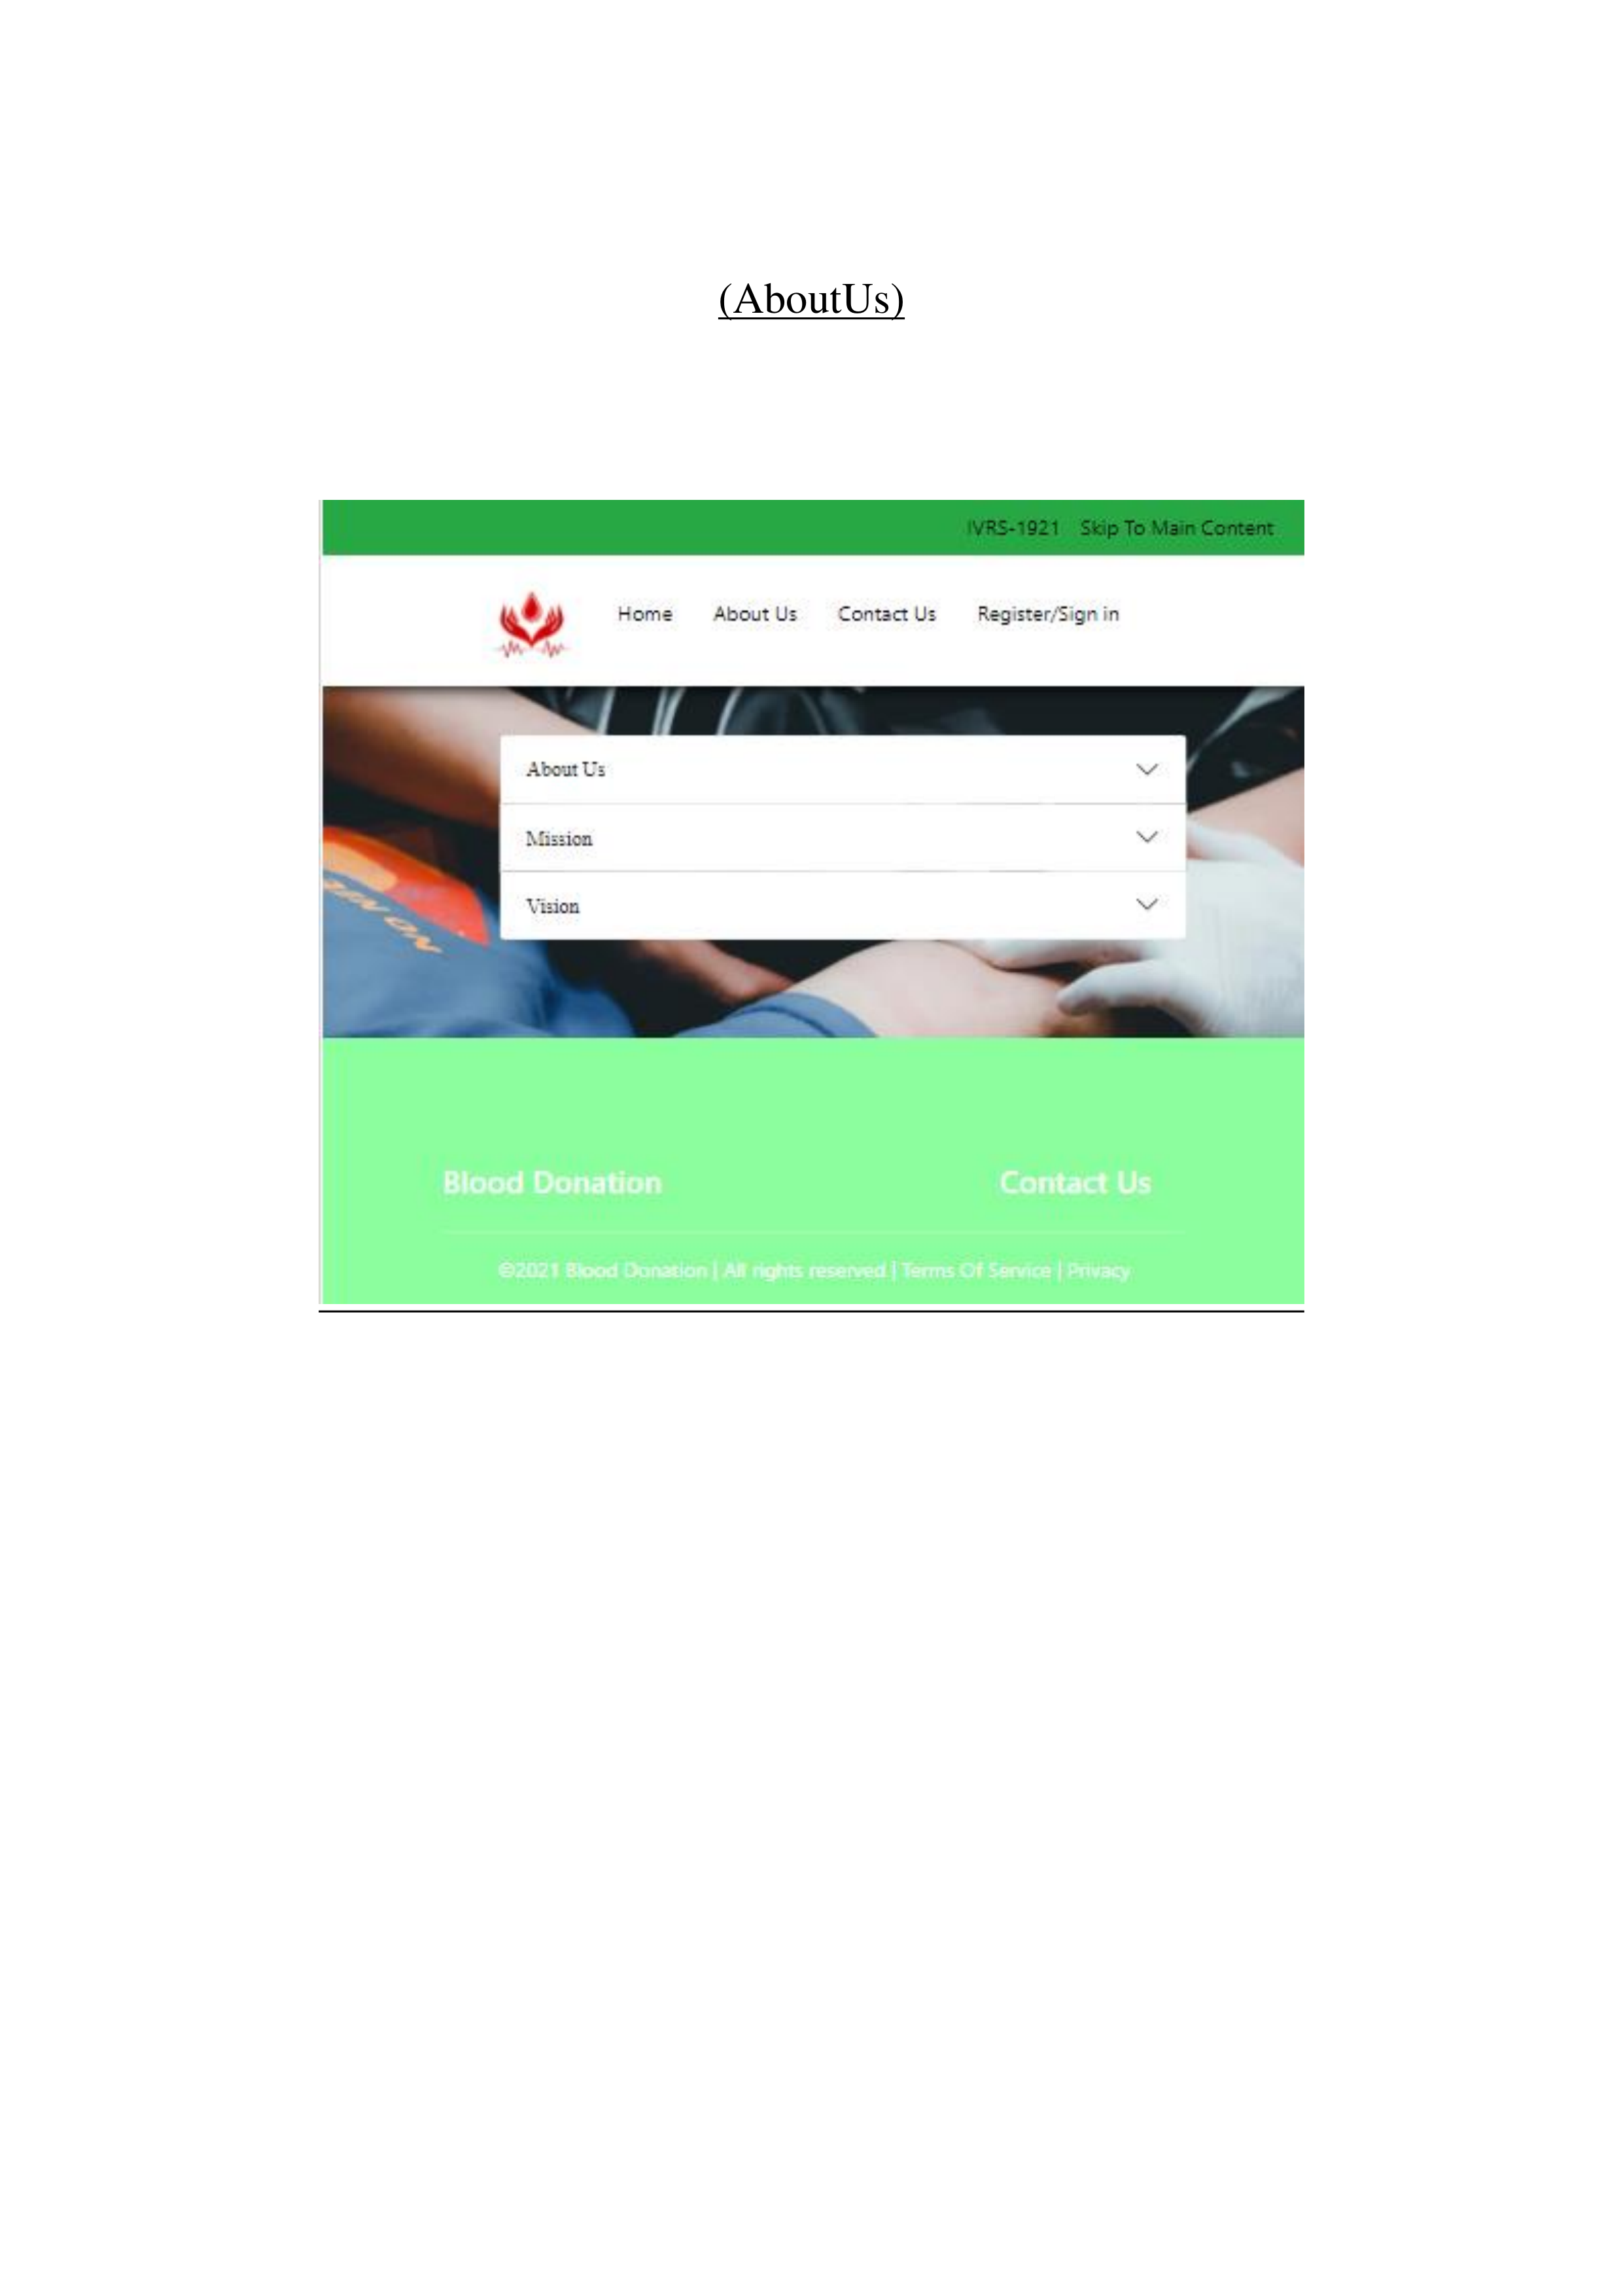 (AboutUs)
IVRS-1921 Skip To Main Content
Home About Us Contact Us Register/Sign in
About Us
Mission
Vision
Blood Donation Contact Us
©2021 Blood Donation | All rights reserved | Terms Of Service | Privacy